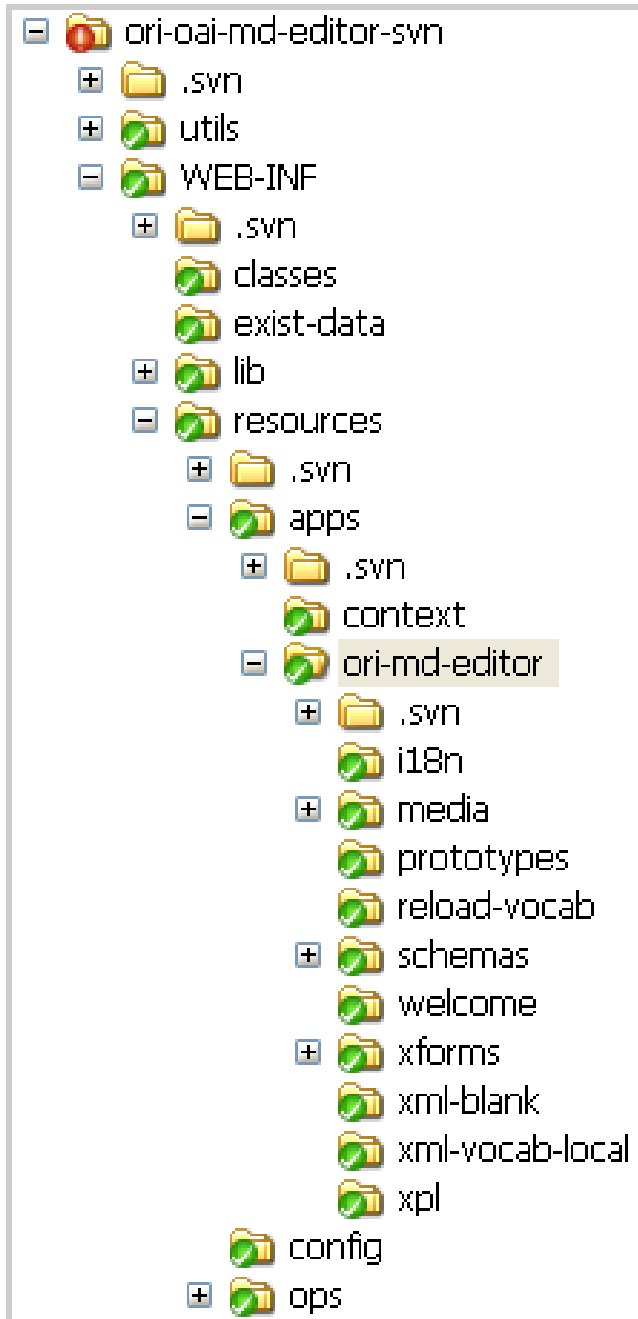 ori-oai-md-editor-svn
.svn
utils
WEB-INF
.svn
classes
exist-data
lib
resources
.svn
apps
.svn
context
ori-md-editor
.svn
i18n
media
prototypes
reload-vocab
schemas
welcome
xforms
xml-blank
xml-vocab-local
xpl
config
ops